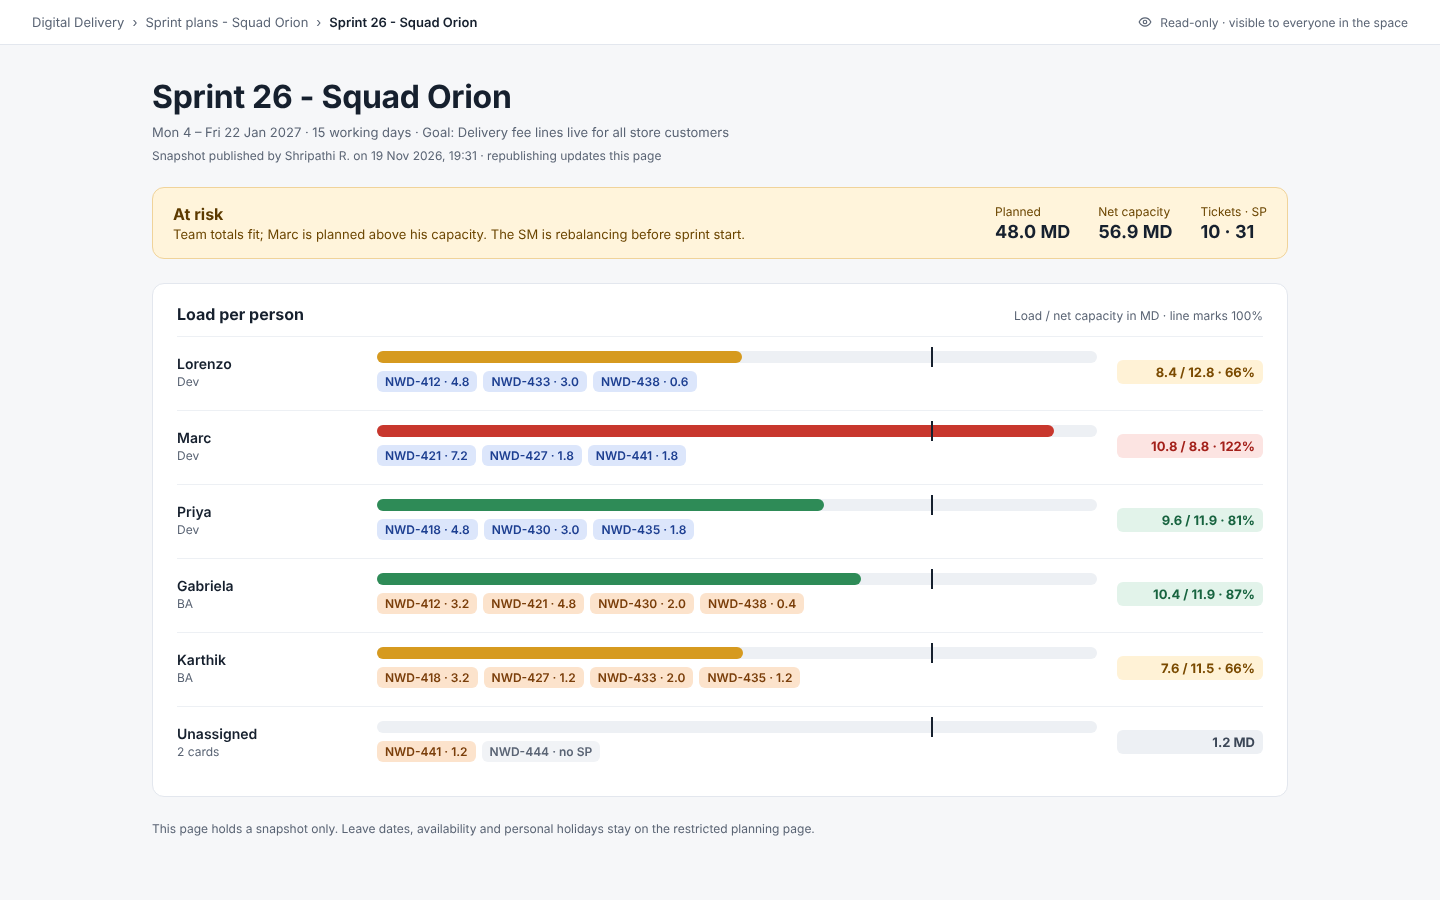 Digital Delivery › Sprint plans - Squad Orion › Sprint 26 - Squad Orion
Read-only · visible to everyone in the space
Sprint 26 - Squad Orion
Mon 4 – Fri 22 Jan 2027 · 15 working days · Goal: Delivery fee lines live for all store customers
Snapshot published by Shripathi R. on 19 Nov 2026, 19:31 · republishing updates this page
At risk
Team totals fit; Marc is planned above his capacity. The SM is rebalancing before sprint start.
Planned
48.0 MD
Net capacity
56.9 MD
Tickets · SP
10 · 31
Load per person
Load / net capacity in MD · line marks 100%
Lorenzo
Dev
NWD-412 · 4.8
NWD-433 · 3.0
NWD-438 · 0.6
8.4 / 12.8 · 66%
Marc
Dev
NWD-421 · 7.2
NWD-427 · 1.8
NWD-441 · 1.8
10.8 / 8.8 · 122%
Priya
Dev
NWD-418 · 4.8
NWD-430 · 3.0
NWD-435 · 1.8
9.6 / 11.9 · 81%
Gabriela
BA
NWD-412 · 3.2
NWD-421 · 4.8
NWD-430 · 2.0
NWD-438 · 0.4
10.4 / 11.9 · 87%
Karthik
BA
NWD-418 · 3.2
NWD-427 · 1.2
NWD-433 · 2.0
NWD-435 · 1.2
7.6 / 11.5 · 66%
Unassigned
2 cards
NWD-441 · 1.2
NWD-444 · no SP
1.2 MD
This page holds a snapshot only. Leave dates, availability and personal holidays stay on the restricted planning page.